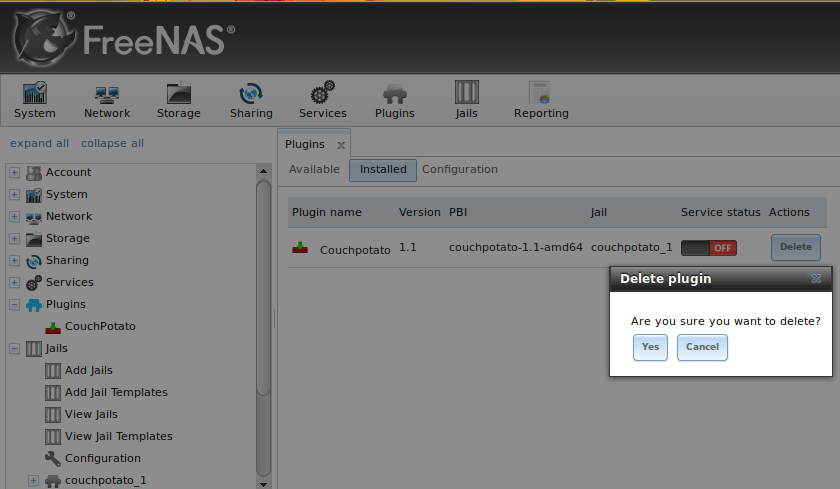 FreeNAS®
System Network Storage Sharing Services Plugins Jails Reporting
expand all collapse all
Account
System
Network
Storage
Sharing
Services
Plugins
CouchPotato
Jails
Add Jails
Add Jail Templates
View Jails
View Jail Templates
Configuration
couchpotato_1
Plugins x
Available Installed Configuration
Plugin name Version PBI Jail Service status Actions
Couchpotato 1.1 couchpotato-1.1-amd64 couchpotato_1 OFF Delete
Delete plugin
Are you sure you want to delete?
Yes Cancel